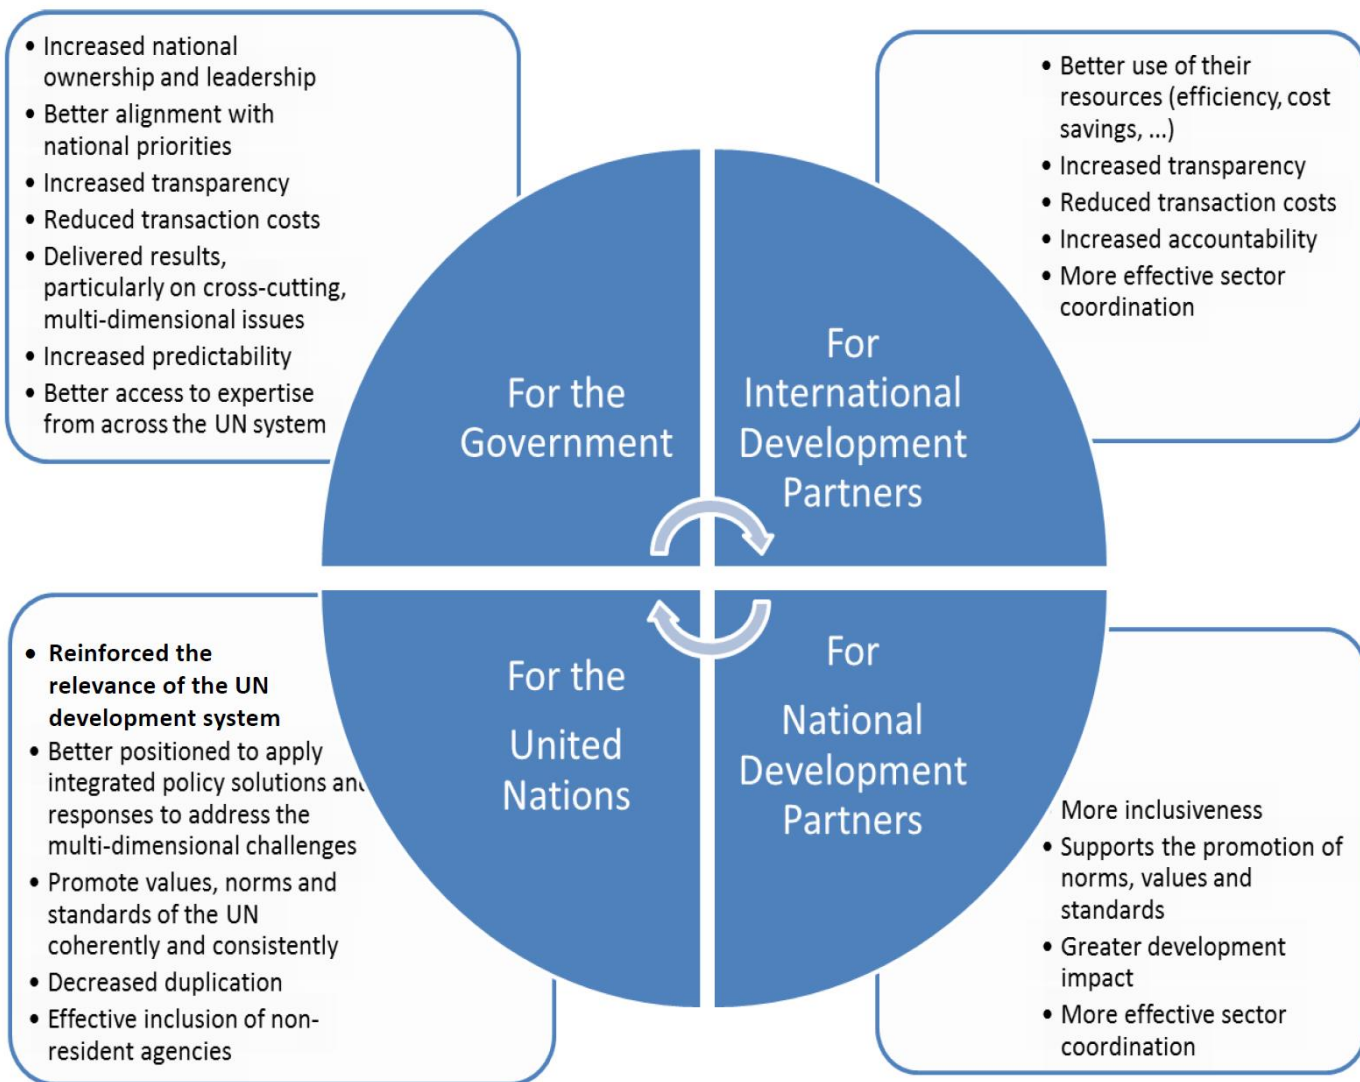 • Increased national
ownership and leadership
• Better alignment with
national priorities
• Increased transparency
• Reduced transaction costs
• Delivered results,
particularly on cross-cutting,
multi-dimensional issues
• Increased predictability
• Better access to expertise
from across the UN system
• Better use of their
resources (efficiency, cost
savings, ...)
• Increased transparency
• Reduced transaction costs
• Increased accountability
• More effective sector
coordination
For the
Government
For
International
Development
Partners
For the
United
Nations
For
National
Development
Partners
• Reinforced the
relevance of the UN
development system
• Better positioned to apply
integrated policy solutions and
responses to address the
multi-dimensional challenges
• Promote values, norms and
standards of the UN
coherently and consistently
• Decreased duplication
• Effective inclusion of non-
resident agencies
• More inclusiveness
• Supports the promotion of
norms, values and
standards
• Greater development
impact
• More effective sector
coordination